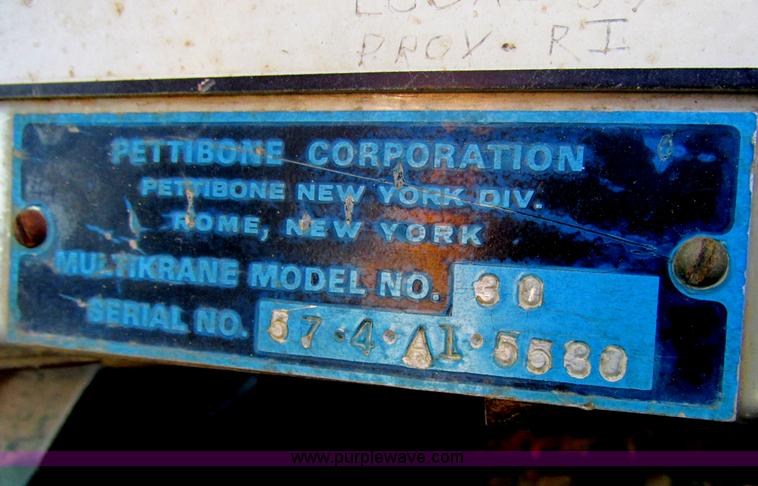 PROV. RI
PETTIBONE CORPORATION
PETTIBONE NEW YORK DIV.
ROME, NEW YORK
MULTIKRANE MODEL NO. 30
SERIAL NO. 57·4·A1·5580
www.purplewave.com